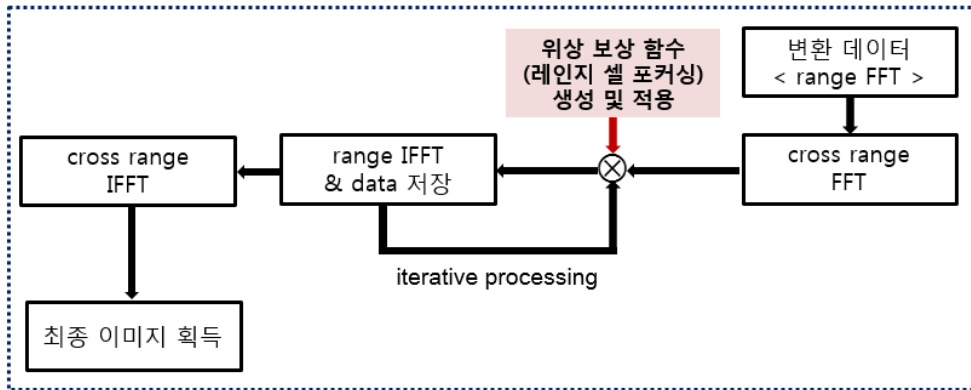 위상 보상 함수
(레인지 셀 포커싱)
생성 및 적용
변환 데이터
< range FFT >
cross range
IFFT
range IFFT
& data 저장
cross range
FFT
iterative processing
최종 이미지 획득